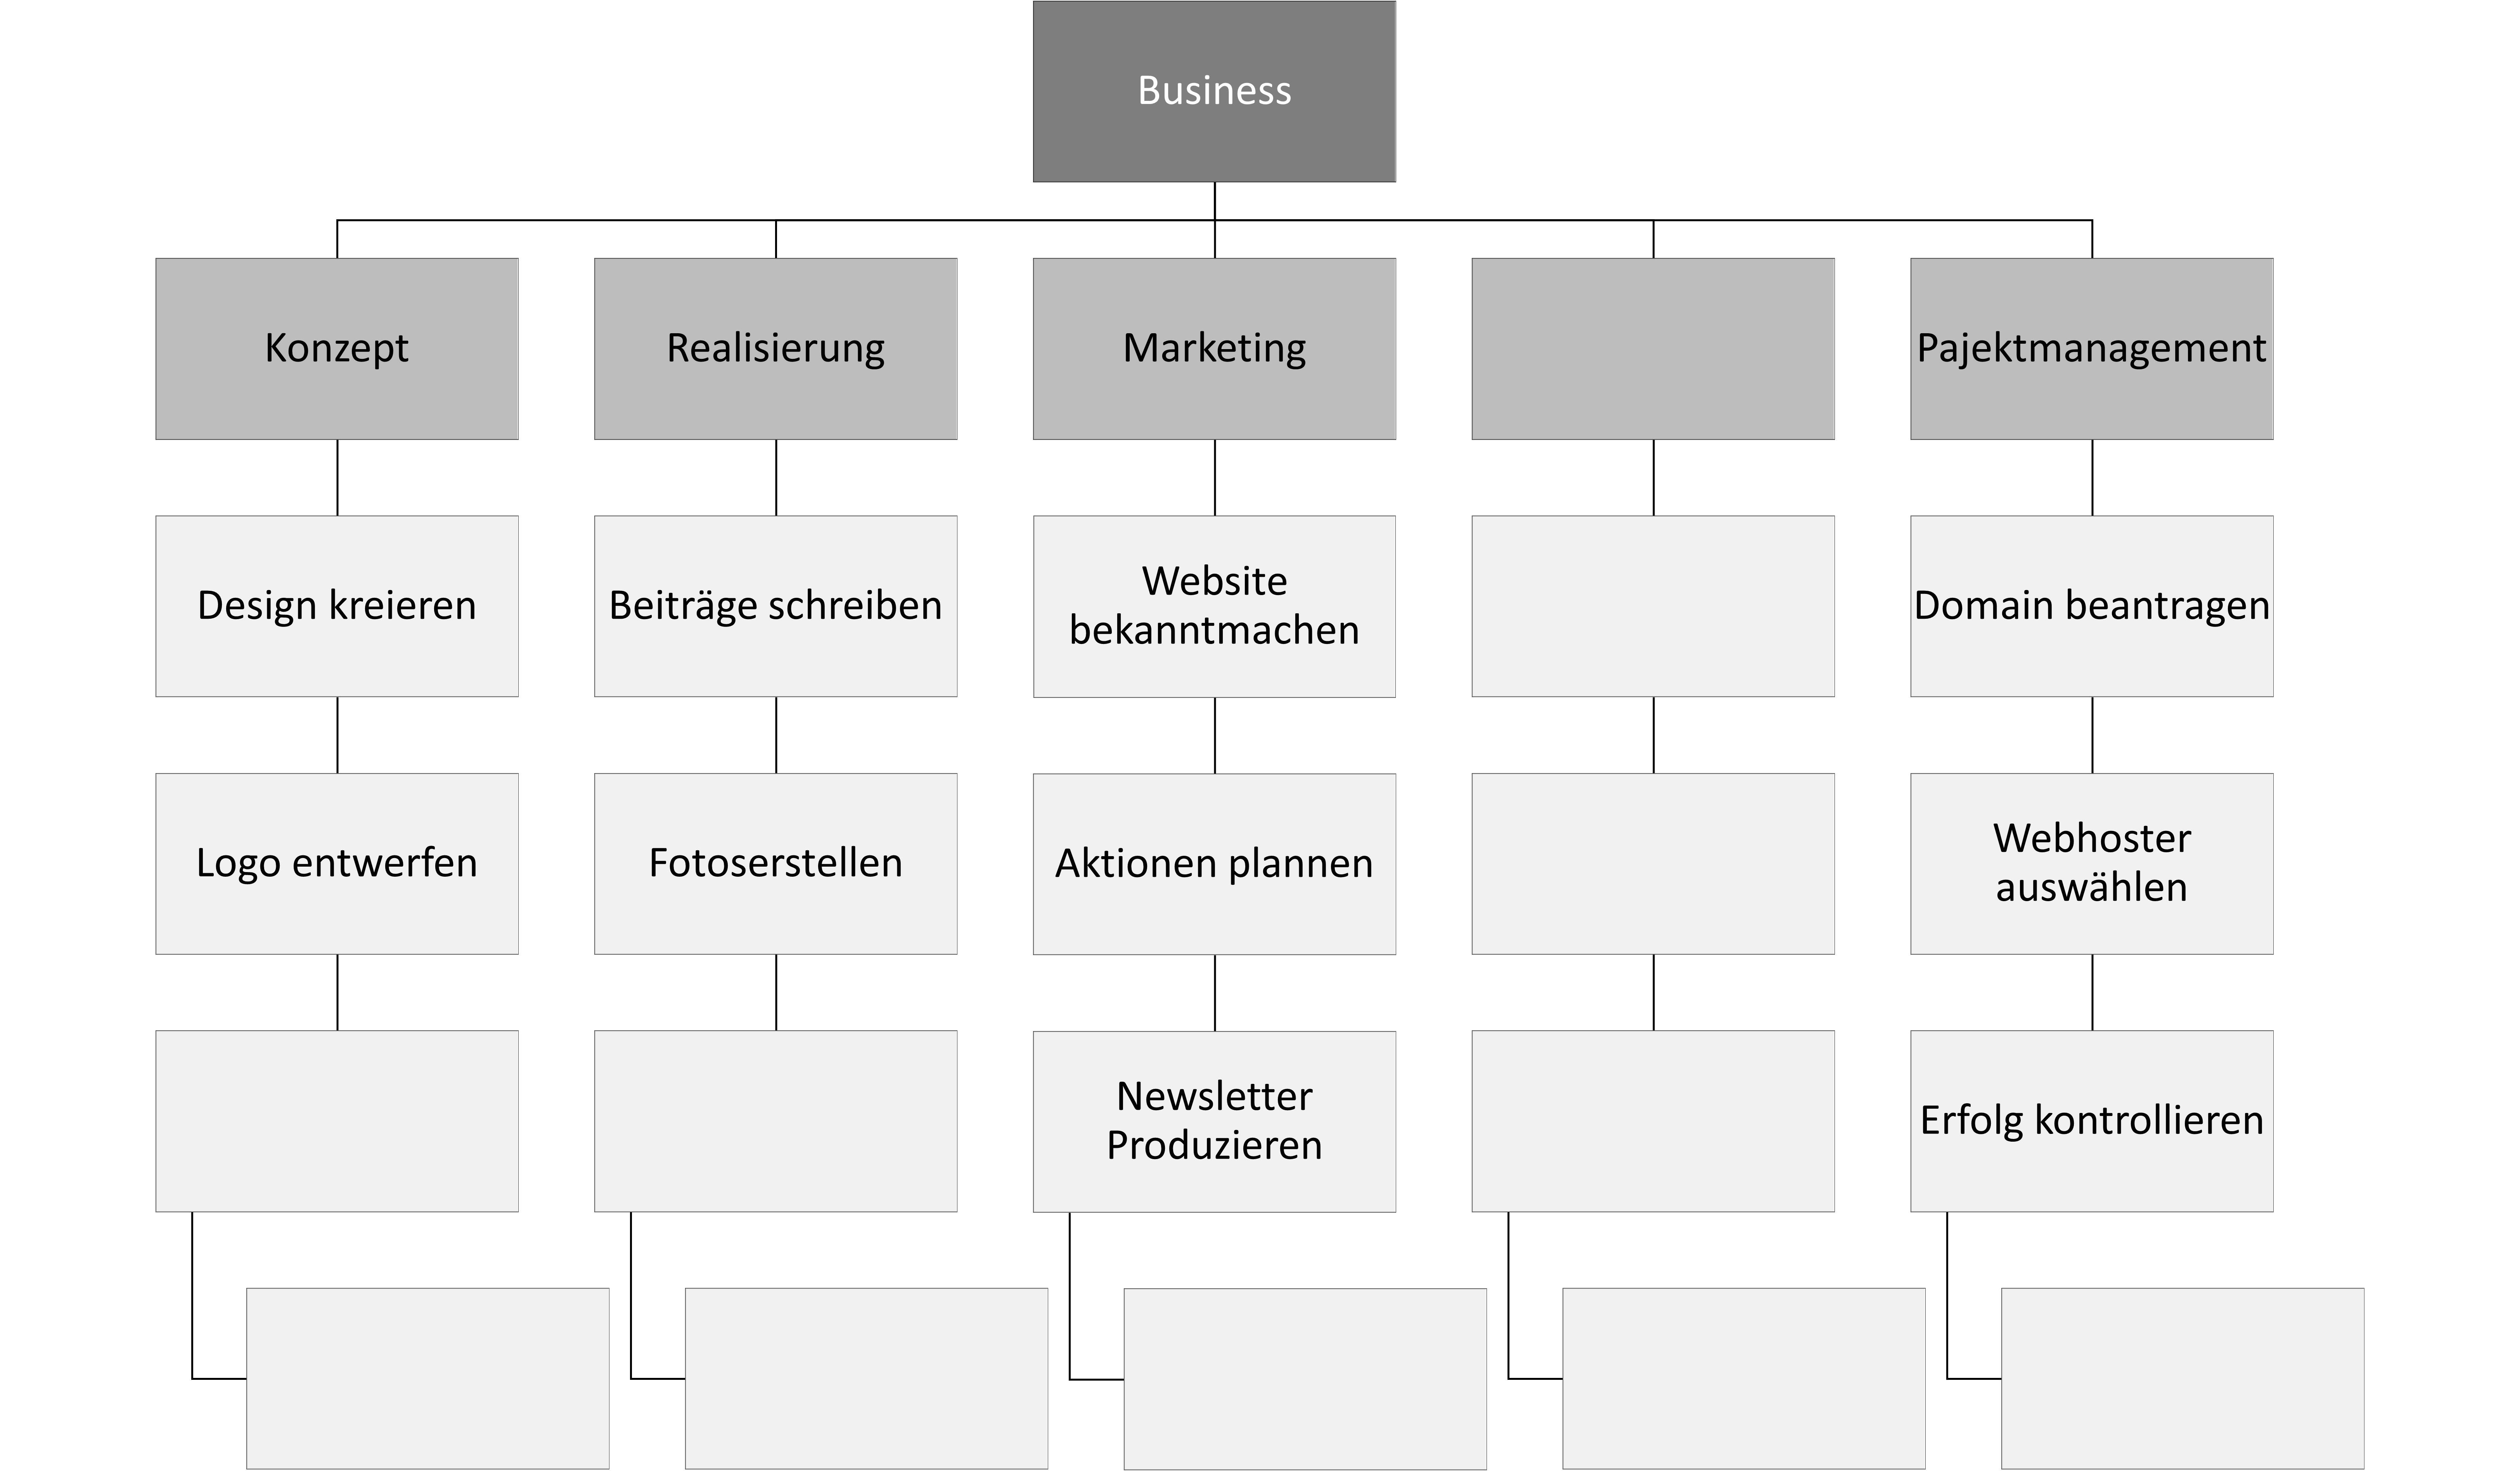 Business
Konzept
Realisierung
Marketing
Pajektmanagement
Design kreieren
Beiträge schreiben
Website
bekanntmachen
Domain beantragen
Logo entwerfen
Fotoserstellen
Aktionen plannen
Webhoster
auswählen
Newsletter
Produzieren
Erfolg kontrollieren